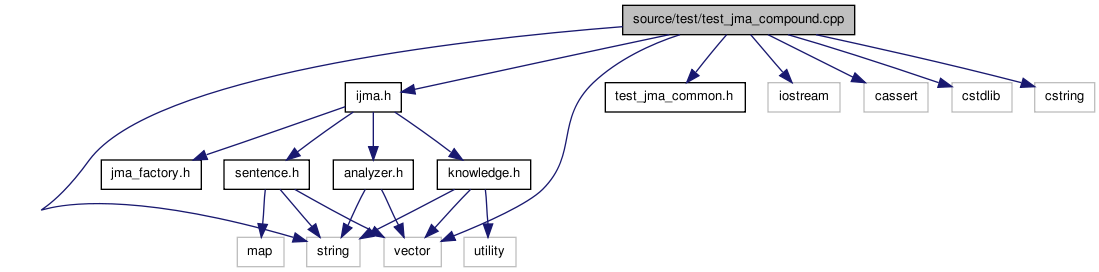 source/test/test_jma_compound.cpp
ijma.h
test_jma_common.h
iostream
cassert
cstdlib
cstring
jma_factory.h
sentence.h
analyzer.h
knowledge.h
map
string
vector
utility